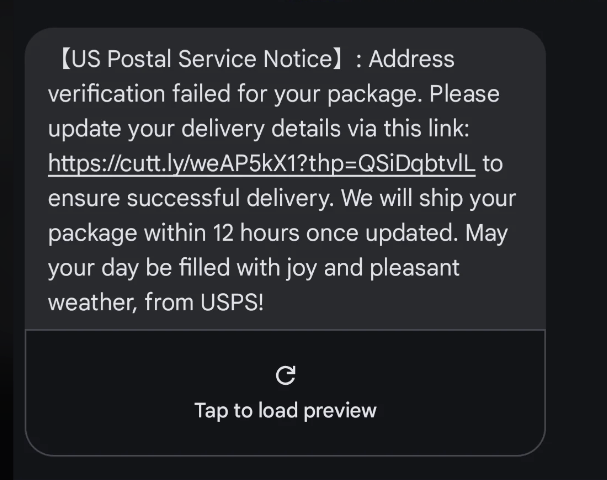 【US Postal Service Notice】: Address
verification failed for your package. Please
update your delivery details via this link:
https://cutt.ly/weAP5kX1?thp=QSiDqbtvlL to
ensure successful delivery. We will ship your
package within 12 hours once updated. May
your day be filled with joy and pleasant
weather, from USPS!
Tap to load preview